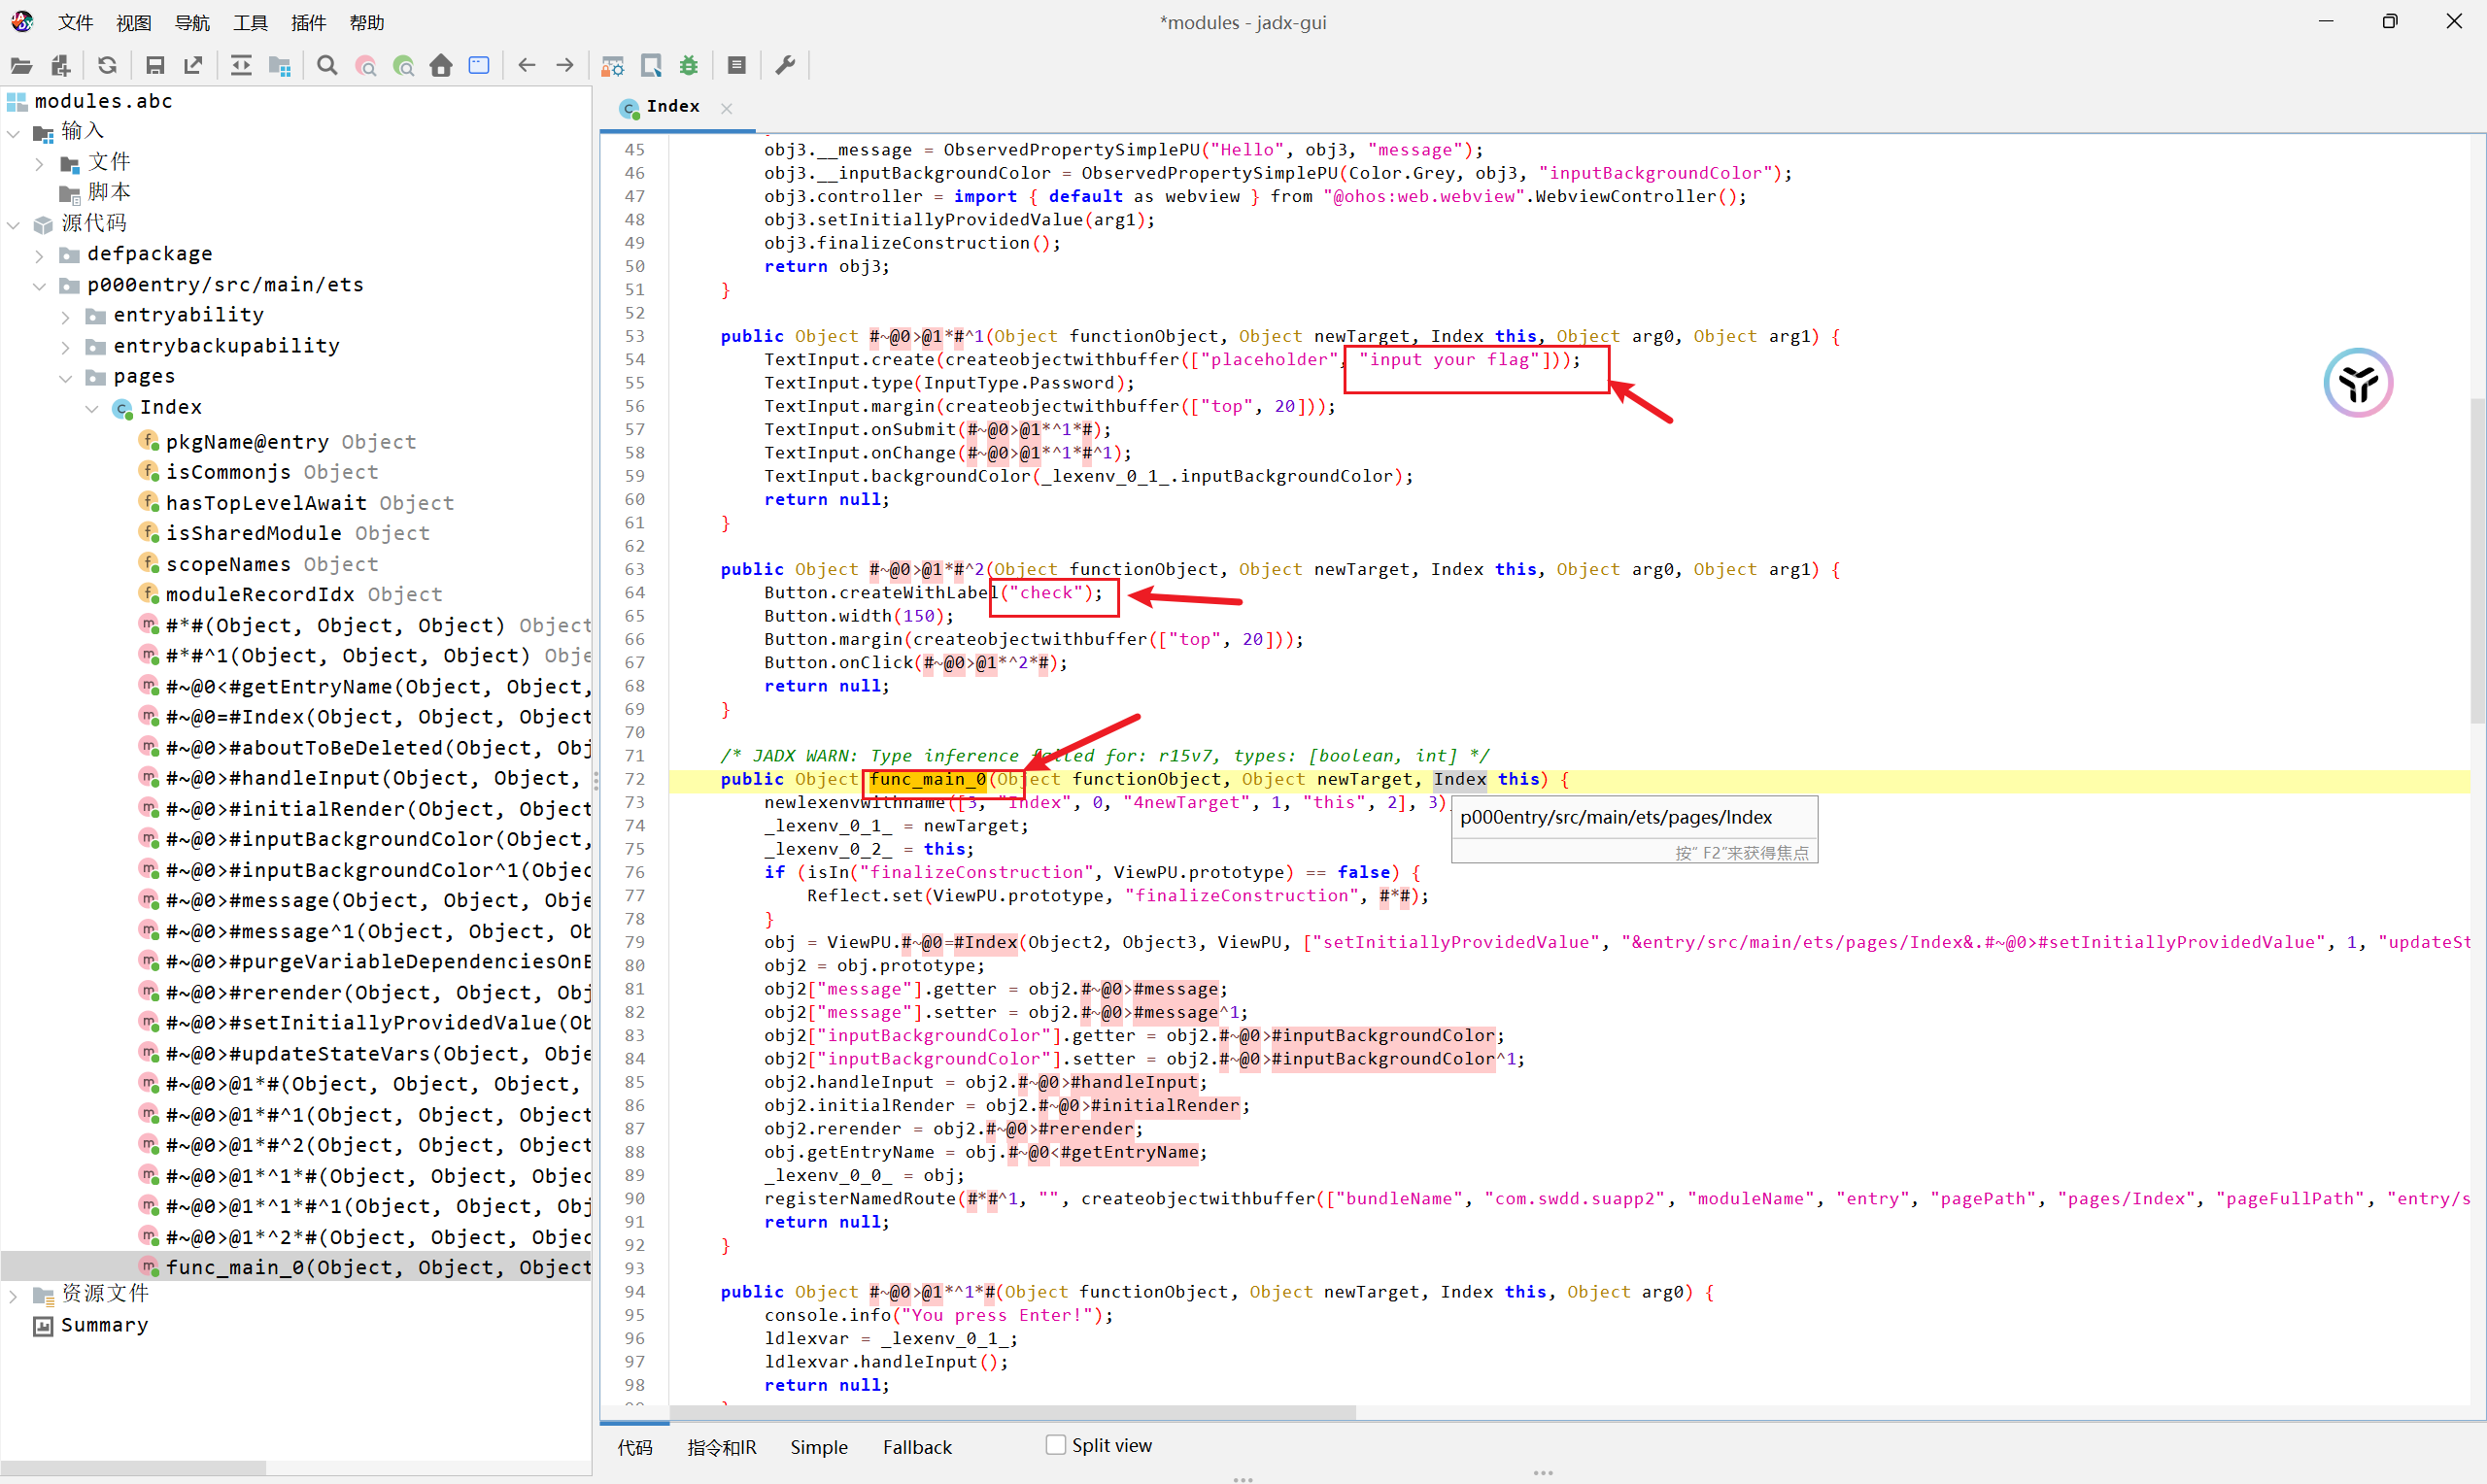 文件 视图 导航 工具 插件 帮助
*modules - jadx-gui
modules.abc
输入
文件
脚本
源代码
defpackage
p000entry/src/main/ets
entryability
entrybackupability
pages
Index
pkgName@entry Object
isCommonjs Object
hasTopLevelAwait Object
isSharedModule Object
scopeNames Object
moduleRecordIdx Object
#*#(Object, Object, Object) Object
#*#^1(Object, Object, Object) Obje
#~@0<#getEntryName(Object, Object,
#~@0=#Index(Object, Object, Object
#~@0>#aboutToBeDeleted(Object, Obj
#~@0>#handleInput(Object, Object,
#~@0>#initialRender(Object, Object
#~@0>#inputBackgroundColor(Object,
#~@0>#inputBackgroundColor^1(Objec
#~@0>#message(Object, Object, Obje
#~@0>#message^1(Object, Object, Ob
#~@0>#purgeVariableDependenciesOnE
#~@0>#rerender(Object, Object, Obj
#~@0>#setInitiallyProvidedValue(Ob
#~@0>#updateStateVars(Object, Obje
#~@0>@1*#(Object, Object, Object,
#~@0>@1*#^1(Object, Object, Object
#~@0>@1*#^2(Object, Object, Object
#~@0>@1*^1*#(Object, Object, Objec
#~@0>@1*^1*#^1(Object, Object, Obj
#~@0>@1*^2*#(Object, Object, Objec
func_main_0(Object, Object, Object
资源文件
Summary
Index
45 obj3.__message = ObservedPropertySimplePU("Hello", obj3, "message");
46 obj3.__inputBackgroundColor = ObservedPropertySimplePU(Color.Grey, obj3, "inputBackgroundColor");
47 obj3.controller = import { default as webview } from "@ohos:web.webview".WebviewController();
48 obj3.setInitiallyProvidedValue(arg1);
49 obj3.finalizeConstruction();
50 return obj3;
51 }
52
53 public Object #~@0>@1*#^1(Object functionObject, Object newTarget, Index this, Object arg0, Object arg1) {
54 TextInput.create(createobjectwithbuffer(["placeholder", "input your flag"]));
55 TextInput.type(InputType.Password);
56 TextInput.margin(createobjectwithbuffer(["top", 20]));
57 TextInput.onSubmit(#~@0>@1*^1*#);
58 TextInput.onChange(#~@0>@1*^1*#^1);
59 TextInput.backgroundColor(_lexenv_0_1_.inputBackgroundColor);
60 return null;
61 }
62
63 public Object #~@0>@1*#^2(Object functionObject, Object newTarget, Index this, Object arg0, Object arg1) {
64 Button.createWithLabel("check");
65 Button.width(150);
66 Button.margin(createobjectwithbuffer(["top", 20]));
67 Button.onClick(#~@0>@1*^2*#);
68 return null;
69 }
70
71 /* JADX WARN: Type inference failed for: r15v7, types: [boolean, int] */
72 public Object func_main_0(Object functionObject, Object newTarget, Index this) {
73 newlexenvwithname([3, "Index", 0, "4newTarget", 1, "this", 2], 3)
74 _lexenv_0_1_ = newTarget;
75 _lexenv_0_2_ = this;
76 if (isIn("finalizeConstruction", ViewPU.prototype) == false) {
77 Reflect.set(ViewPU.prototype, "finalizeConstruction", #*#);
78 }
79 obj = ViewPU.#~@0=#Index(Object2, Object3, ViewPU, ["setInitiallyProvidedValue", "&entry/src/main/ets/pages/Index&.#~@0>#setInitiallyProvidedValue", 1, "updateSt
80 obj2 = obj.prototype;
81 obj2["message"].getter = obj2.#~@0>#message;
82 obj2["message"].setter = obj2.#~@0>#message^1;
83 obj2["inputBackgroundColor"].getter = obj2.#~@0>#inputBackgroundColor;
84 obj2["inputBackgroundColor"].setter = obj2.#~@0>#inputBackgroundColor^1;
85 obj2.handleInput = obj2.#~@0>#handleInput;
86 obj2.initialRender = obj2.#~@0>#initialRender;
87 obj2.rerender = obj2.#~@0>#rerender;
88 obj.getEntryName = obj.#~@0<#getEntryName;
89 _lexenv_0_0_ = obj;
90 registerNamedRoute(#*#^1, "", createobjectwithbuffer(["bundleName", "com.swdd.suapp2", "moduleName", "entry", "pagePath", "pages/Index", "pageFullPath", "entry/s
91 return null;
92 }
93
94 public Object #~@0>@1*^1*#(Object functionObject, Object newTarget, Index this, Object arg0) {
95 console.info("You press Enter!");
96 ldlexvar = _lexenv_0_1_;
97 ldlexvar.handleInput();
98 return null;
p000entry/src/main/ets/pages/Index
按" F2"来获得焦点
代码 指令和IR Simple Fallback Split view